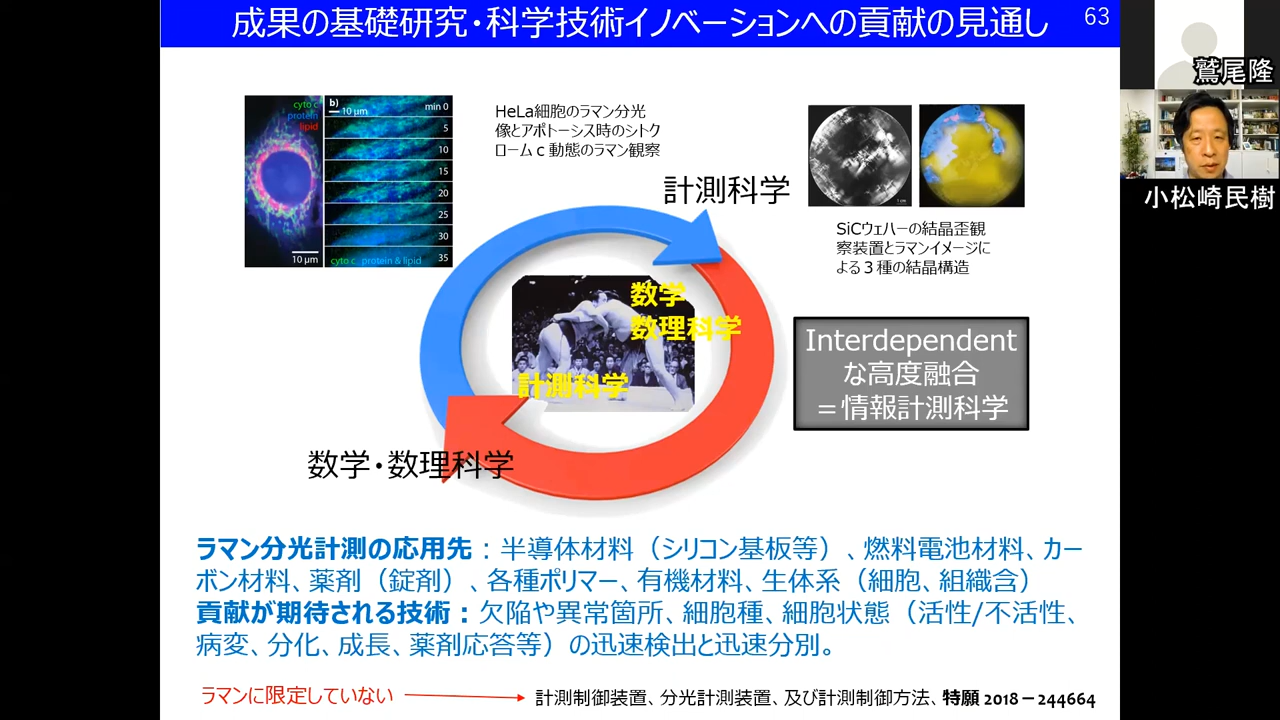 成果の基礎研究・科学技術イノベーションへの貢献の見通し
63
鷲尾隆
小松崎民樹
cyto c
protein
lipid
10 μm
b)
10 μm
min 0
5
10
15
20
25
30
35
cyto c protein & lipid
HeLa細胞のラマン分光
像とアポトーシス時のシトク
ロームc動態のラマン観察
計測科学
1 cm
SiCウェハーの結晶歪観
察装置とラマンイメージに
よる3種の結晶構造
数学
数理科学
計測科学
Interdependent
な高度融合
=情報計測科学
数学・数理科学
ラマン分光計測の応用先:半導体材料(シリコン基板等)、燃料電池材料、カー
ボン材料、薬剤(錠剤)、各種ポリマー、有機材料、生体系(細胞、組織含)
貢献が期待される技術:欠陥や異常箇所、細胞種、細胞状態(活性/不活性、
病変、分化、成長、薬剤応答等)の迅速検出と迅速分別。
ラマンに限定していない
計測制御装置、分光計測装置、及び計測制御方法、特願 2018-244664